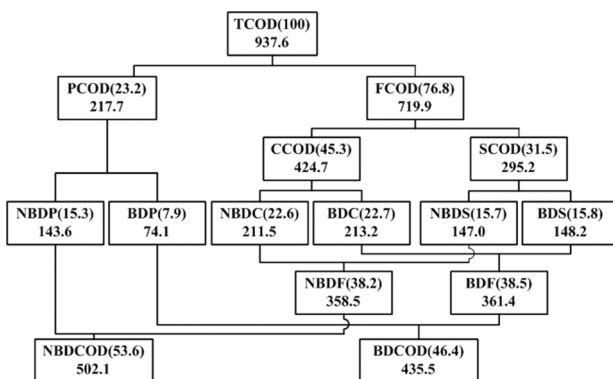 TCOD(100)
937.6
PCOD(23.2)
217.7
FCOD(76.8)
719.9
CCOD(45.3)
424.7
SCOD(31.5)
295.2
NBDP(15.3)
143.6
BDP(7.9)
74.1
NBDC(22.6)
211.5
BDC(22.7)
213.2
NBDS(15.7)
147.0
BDS(15.8)
148.2
NBDF(38.2)
358.5
BDF(38.5)
361.4
NBDCOD(53.6)
502.1
BDCOD(46.4)
435.5